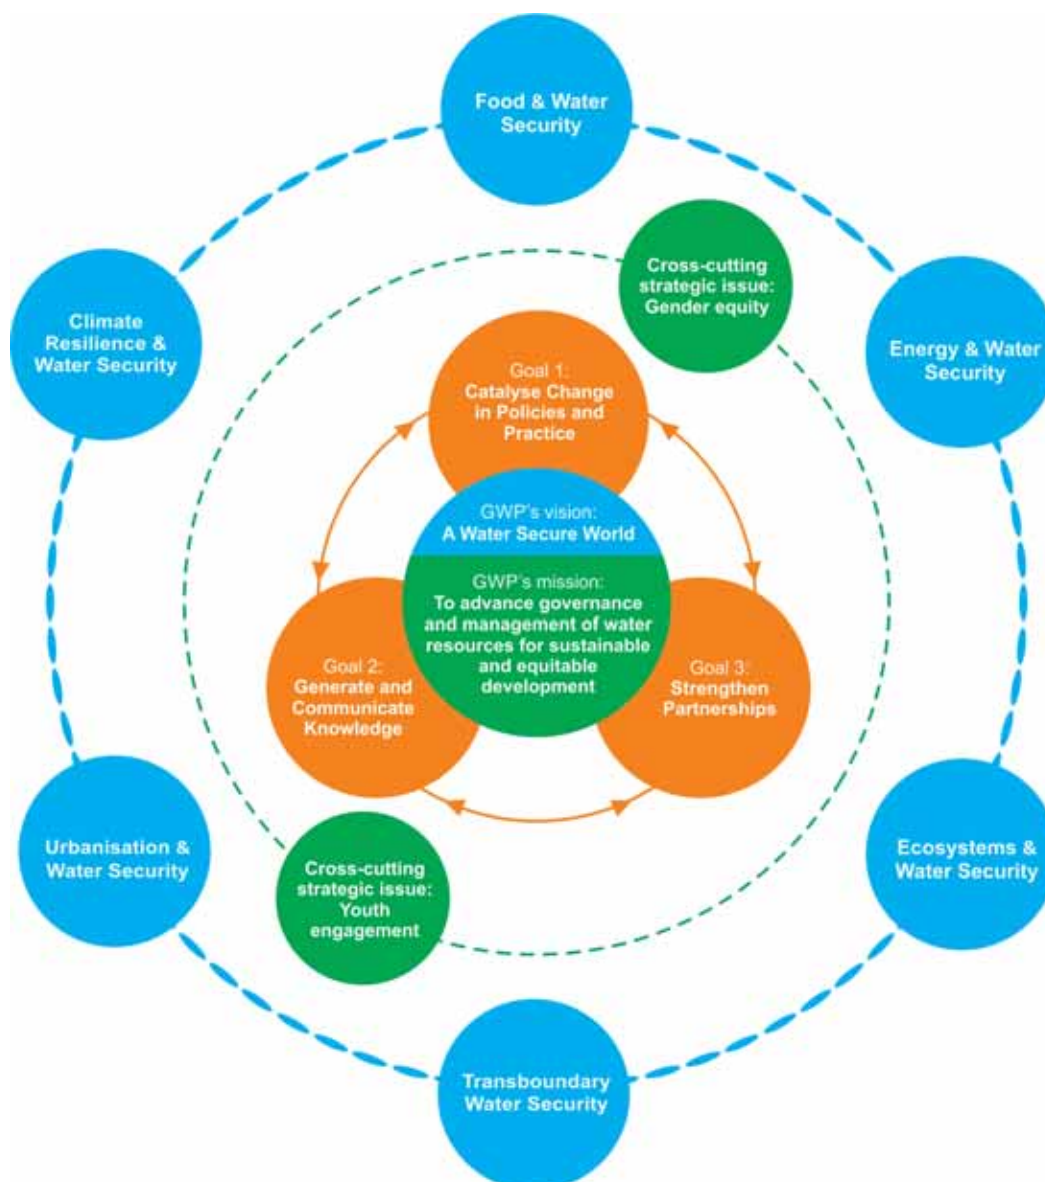 Food & Water
Security
Cross-cutting
strategic issue:
Gender equity
Climate
Resilience &
Water Security
Energy & Water
Security
Goal 1:
Catalyse Change
in Policies and
Practice
GWP's vision:
A Water Secure World
GWP's mission:
To advance governance
and management of water
resources for sustainable
and equitable
development
Goal 2:
Generate and
Communicate
Knowledge
Goal 3:
Strengthen
Partnerships
Urbanisation &
Water Security
Cross-cutting
strategic issue:
Youth
engagement
Ecosystems &
Water Security
Transboundary
Water Security